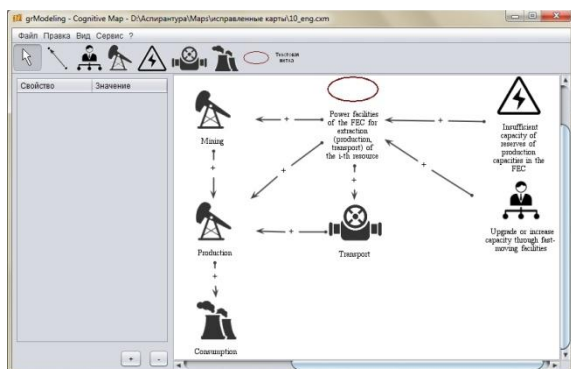 grModeling - Cognitive Map - D:\Аспирантура\Maps\исправленные карты\10_eng.cxm
Файл Правка Вид Сервис ?
Текстовая
метка
Свойство Значение
Mining
Power facilities
of the FEC for
extraction
(production,
transport) of
the i-th resource
Insufficient
capacity of
reserves of
production
capacities in the
FEC
+
+
+
+
+
+
Production
+
Transport
Upgrade or increase
capacity through fast-
moving facilities
+
Consumption
+ -